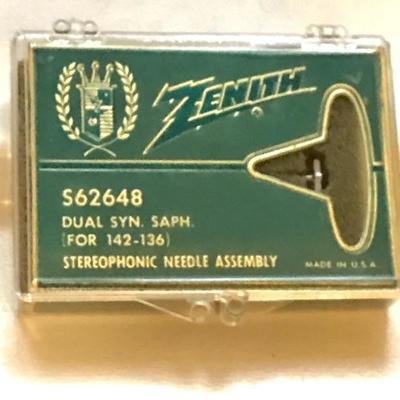 ZENITH
S62648
DUAL SYN. SAPH.
(FOR 142-136)
STEREOPHONIC NEEDLE ASSEMBLY
MADE IN U.S.A.